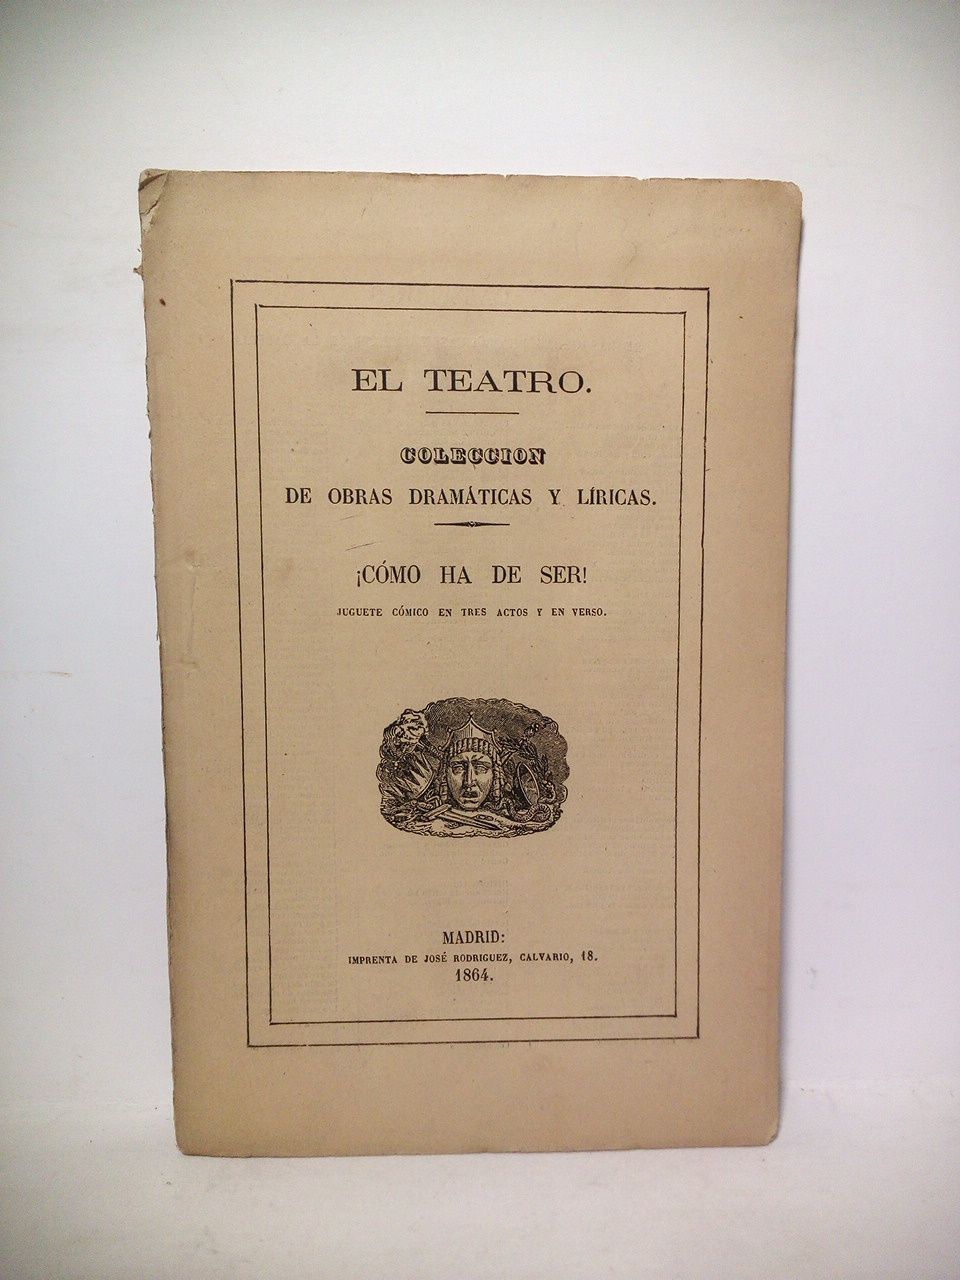 EL TEATRO.
COLECCION
DE OBRAS DRAMÁTICAS Y LÍRICAS.
¡CÓMO HA DE SER!
JUGUETE CÓMICO EN TRES ACTOS Y EN VERSO.
MADRID:
IMPRENTA DE JOSÉ RODRIGUEZ, CALVARIO, 18.
1864.